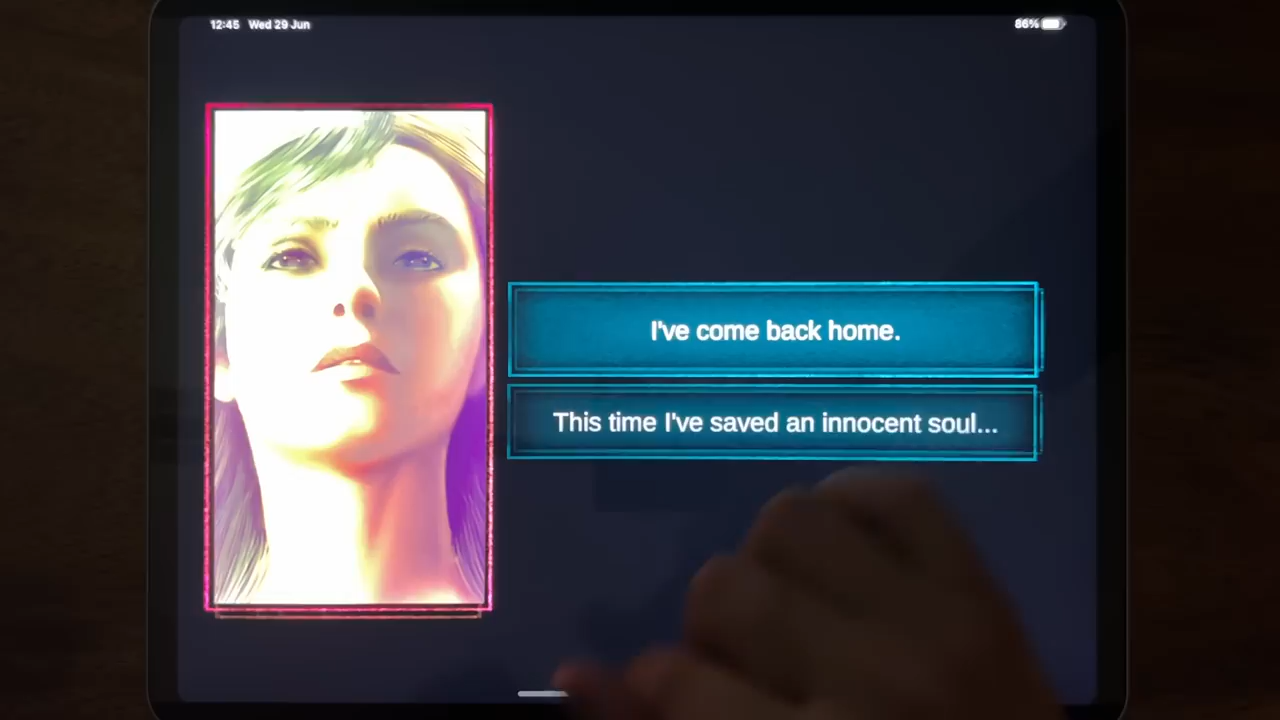 12:45 Wed 29 Jun 86%
I've come back home.
This time I've saved an innocent soul...